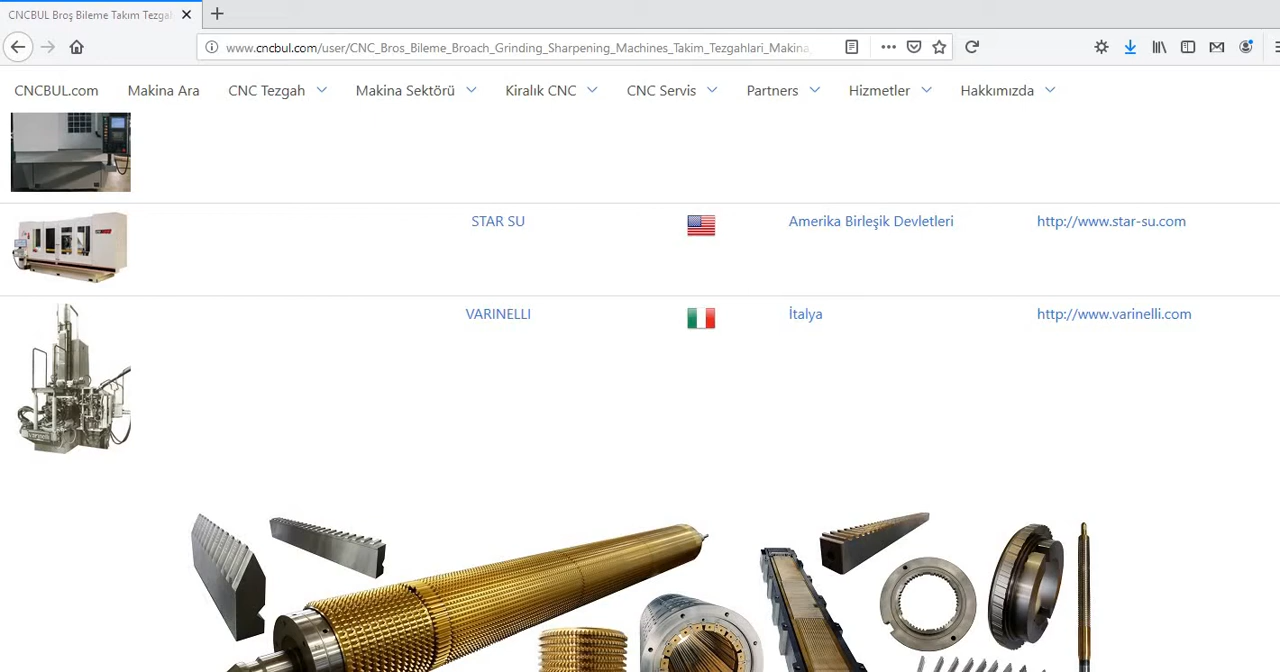 CNCBUL Broş Bileme Takım Tezgal
www.cncbul.com/user/CNC_Bros_Bileme_Broach_Grinding_Sharpening_Machines_Takim_Tezgahlari_Makina
CNCBUL.com Makina Ara CNC Tezgah Makina Sektörü Kiralık CNC CNC Servis Partners Hizmetler Hakkımızda
STAR SU Amerika Birleşik Devletleri http://www.star-su.com
VARINELLI İtalya http://www.varinelli.com
varinelli